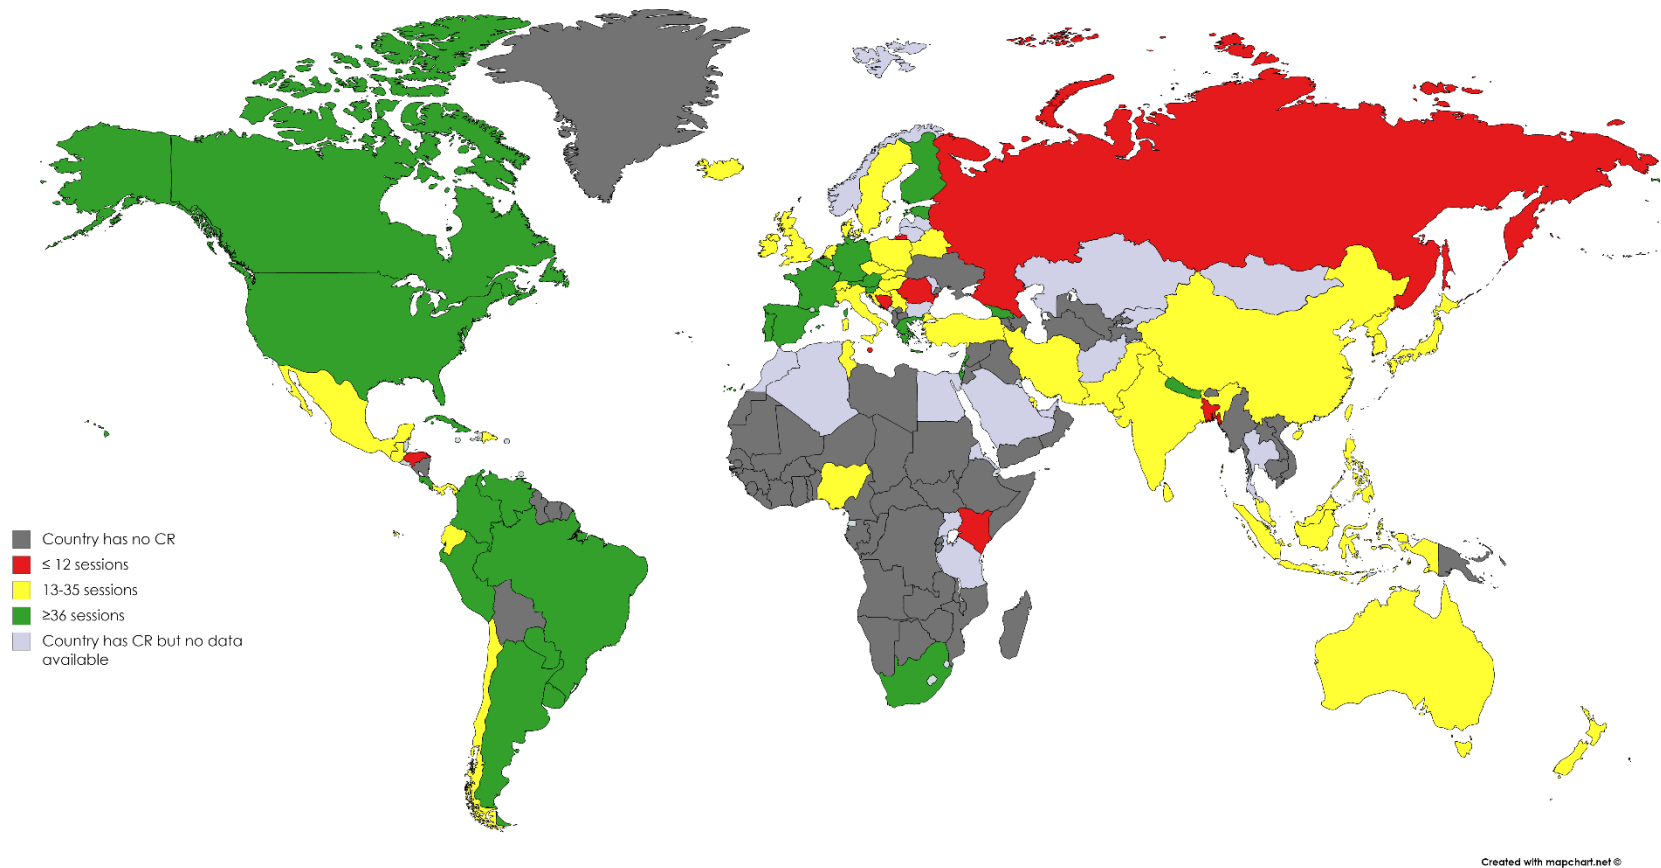 Country has no CR
≤ 12 sessions
13-35 sessions
≥36 sessions
Country has CR but no data
available
Created with mapchart.net ©